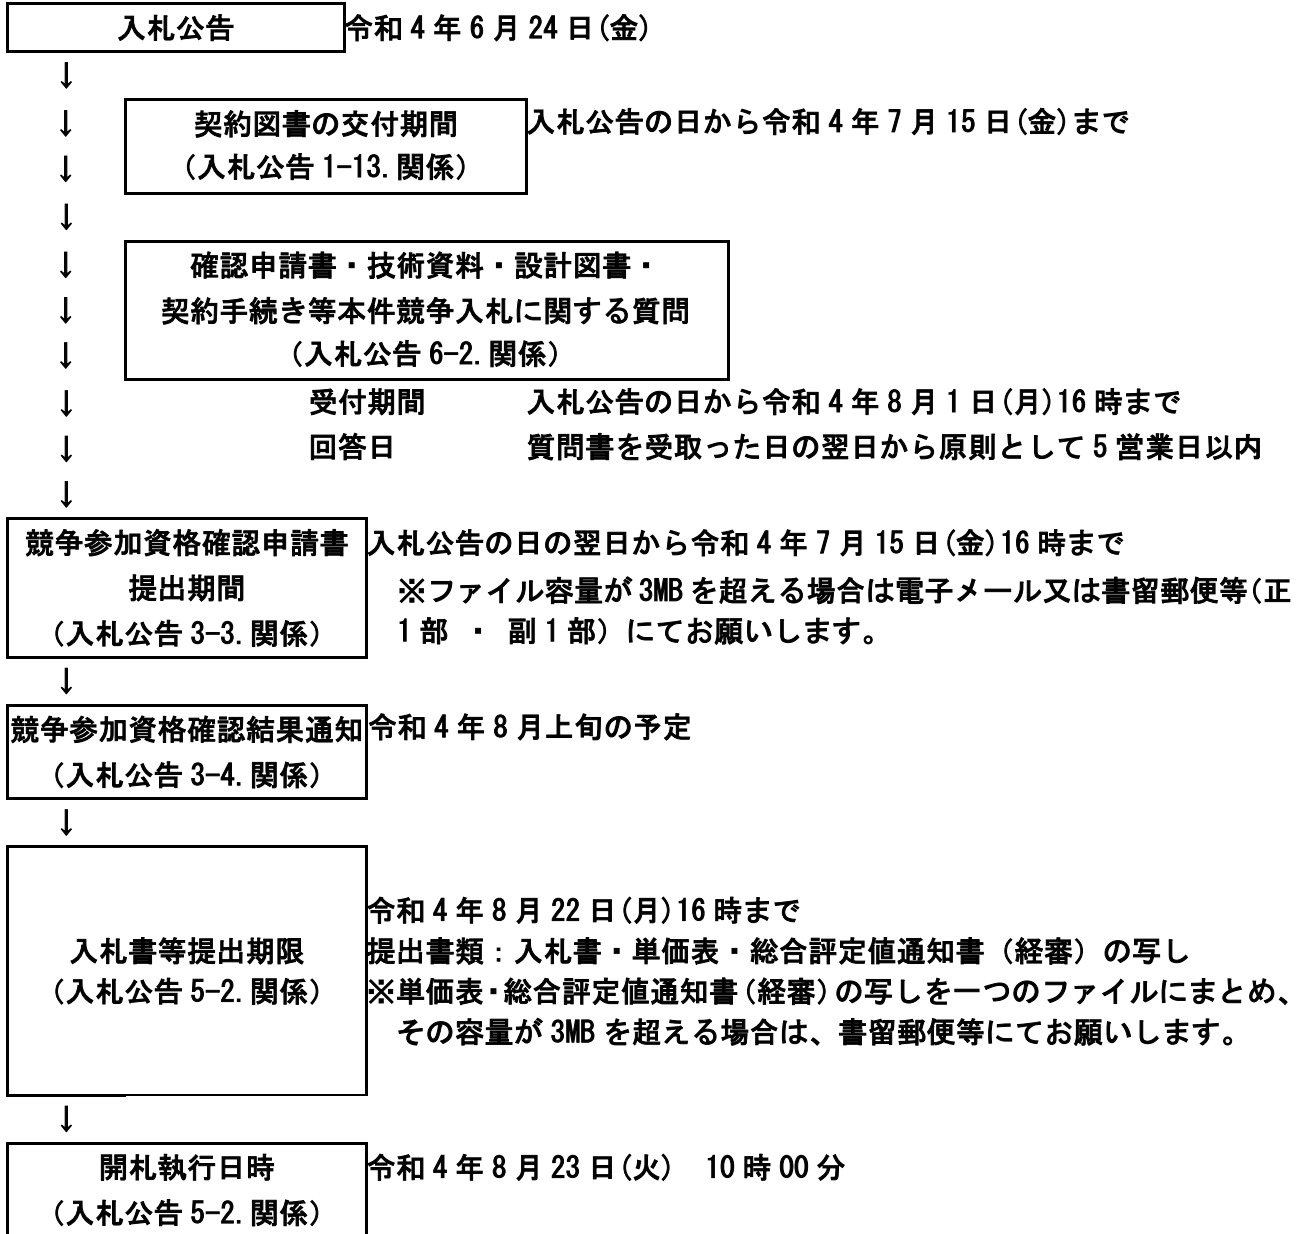 入札公告 令和4年6月24日(金)
↓
↓ 契約図書の交付期間 入札公告の日から令和4年7月15日(金)まで
↓ (入札公告1-13.関係)
↓
↓ 確認申請書・技術資料・設計図書・
↓ 契約手続き等本件競争入札に関する質問
↓ (入札公告6-2.関係)
↓ 受付期間 入札公告の日から令和4年8月1日(月)16時まで
↓ 回答日 質問書を受取った日の翌日から原則として5営業日以内
↓
競争参加資格確認申請書 入札公告の日の翌日から令和4年7月15日(金)16時まで
提出期間 ※ファイル容量が3MBを超える場合は電子メール又は書留郵便等(正
(入札公告3-3.関係) 1部 ・ 副1部)にてお願いします。
↓
競争参加資格確認結果通知 令和4年8月上旬の予定
(入札公告3-4.関係)
↓
令和4年8月22日(月)16時まで
入札書等提出期限 提出書類:入札書・単価表・総合評定値通知書(経審)の写し
(入札公告5-2.関係) ※単価表・総合評定値通知書(経審)の写しを一つのファイルにまとめ、
その容量が3MBを超える場合は、書留郵便等にてお願いします。
↓
開札執行日時 令和4年8月23日(火) 10時00分
(入札公告5-2.関係)